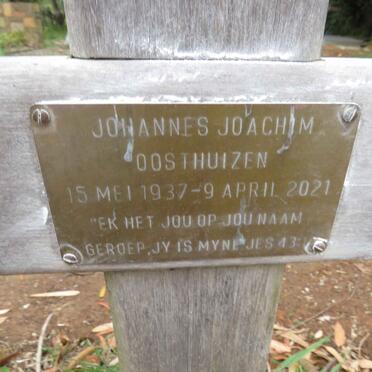 JOHANNES JOACHIM
OOSTHUIZEN
15 MEI 1937-9 APRIL 2021
"EK HET JOU OP JOU NAAM
GEROEP, JY IS MYNE" JES 43: